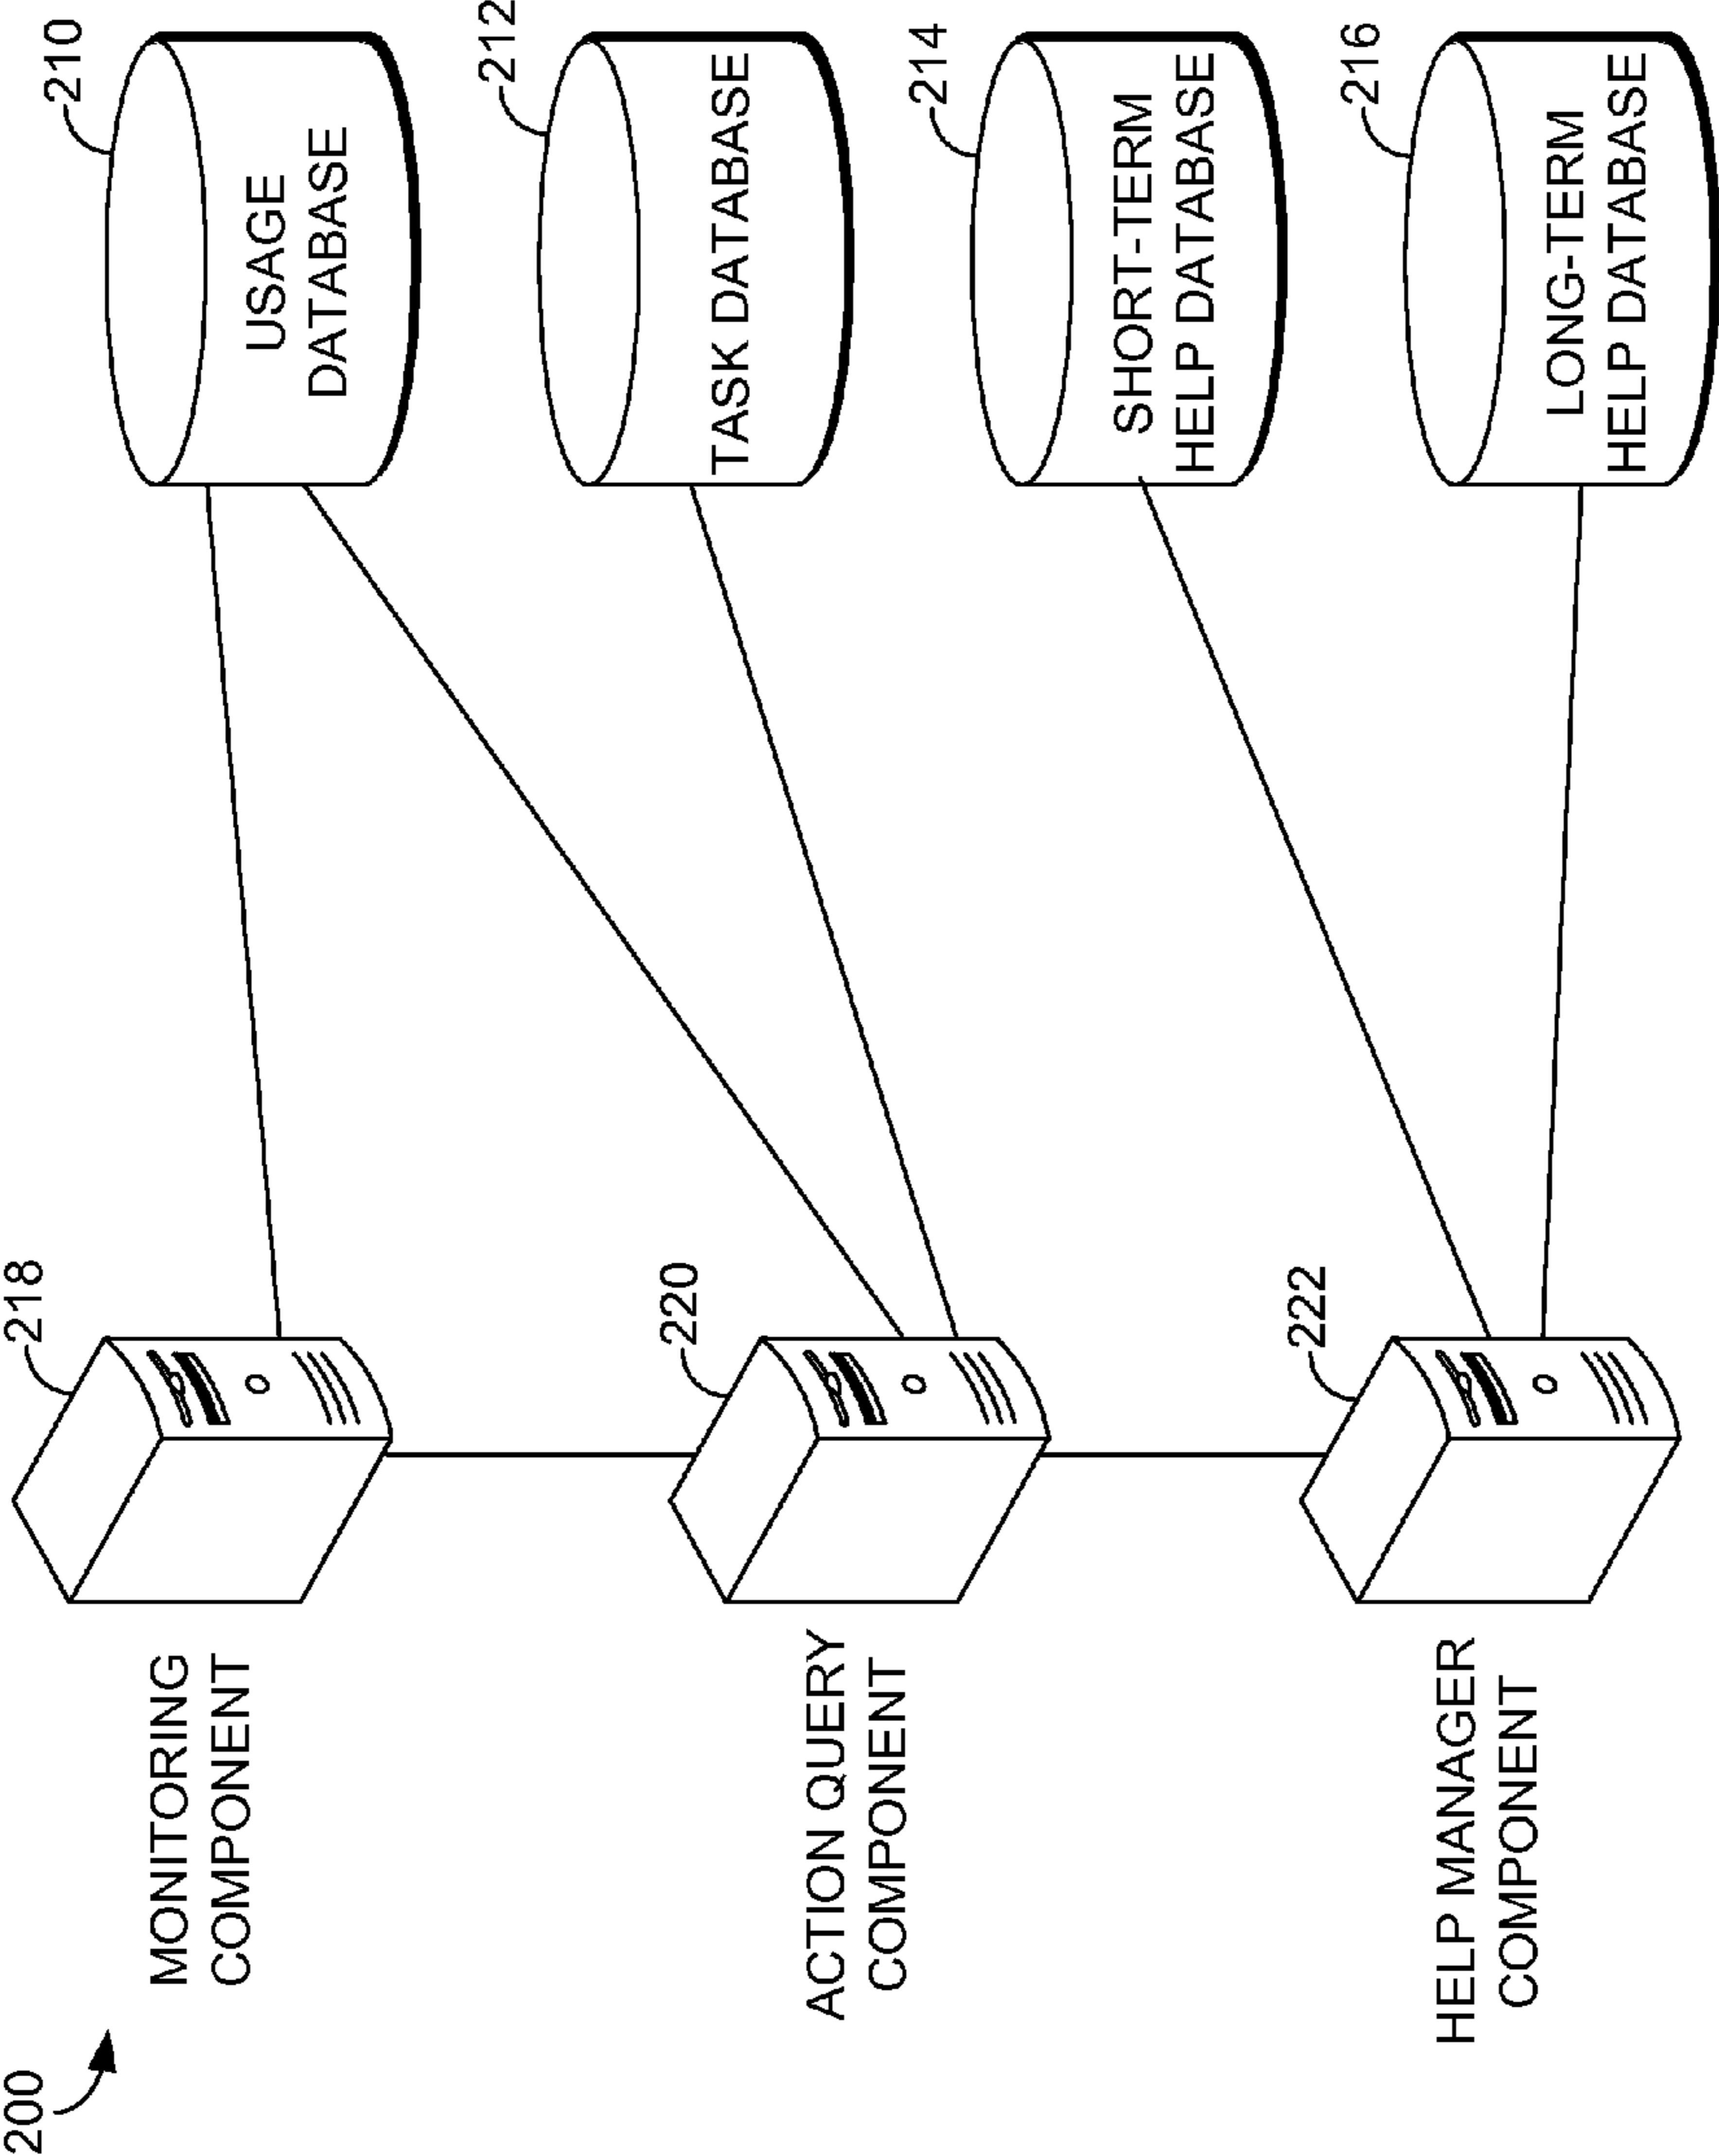 200
218
MONITORING
COMPONENT
210
USAGE
DATABASE
220
ACTION QUERY
COMPONENT
212
TASK DATABASE
222
HELP MANAGER
COMPONENT
214
SHORT-TERM
HELP DATABASE
216
LONG-TERM
HELP DATABASE